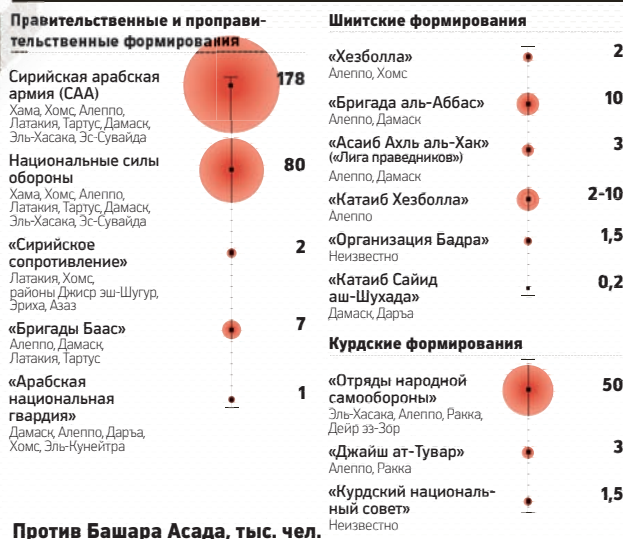 Правительственные и проправи-
тельственные формирования
Сирийская арабская
армия (САА)
178
Хама, Хомс, Алеппо,
Латакия, Тартус, Дамаск,
Эль-Хасака, Эс-Сувайда
Национальные силы
обороны
80
Хама, Хомс, Алеппо,
Латакия, Тартус, Дамаск,
Эль-Хасака, Эс-Сувайда
«Сирийское
сопротивление»
2
Латакия, Хомс,
районы Джиср эш-Шугур,
Эриха, Азаз
«Бригады Баас»
7
Алеппо, Дамаск,
Латакия, Тартус
«Арабская
национальная
гвардия»
1
Дамаск, Алеппо, Даръа,
Хомс, Эль-Кунейтра
Шиитские формирования
«Хезболла»
2
Алеппо, Хомс
«Бригада аль-Аббас»
10
Алеппо, Дамаск
«Асаиб Ахль аль-Хак»
3
(«Лига праведников»)
Алеппо, Дамаск
«Катаиб Хезболла»
2-10
Алеппо
«Организация Бадра»
1,5
Неизвестно
«Катаиб Сайид
аш-Шухада»
0,2
Дамаск, Даръа
Курдские формирования
«Отряды народной
самообороны»
50
Эль-Хасака, Алеппо, Ракка,
Дейр эз-Зор
«Джайш ат-Тувар»
3
Алеппо, Ракка
«Курдский националь-
ный совет»
1,5
Неизвестно
Против Башара Асада, тыс. чел.